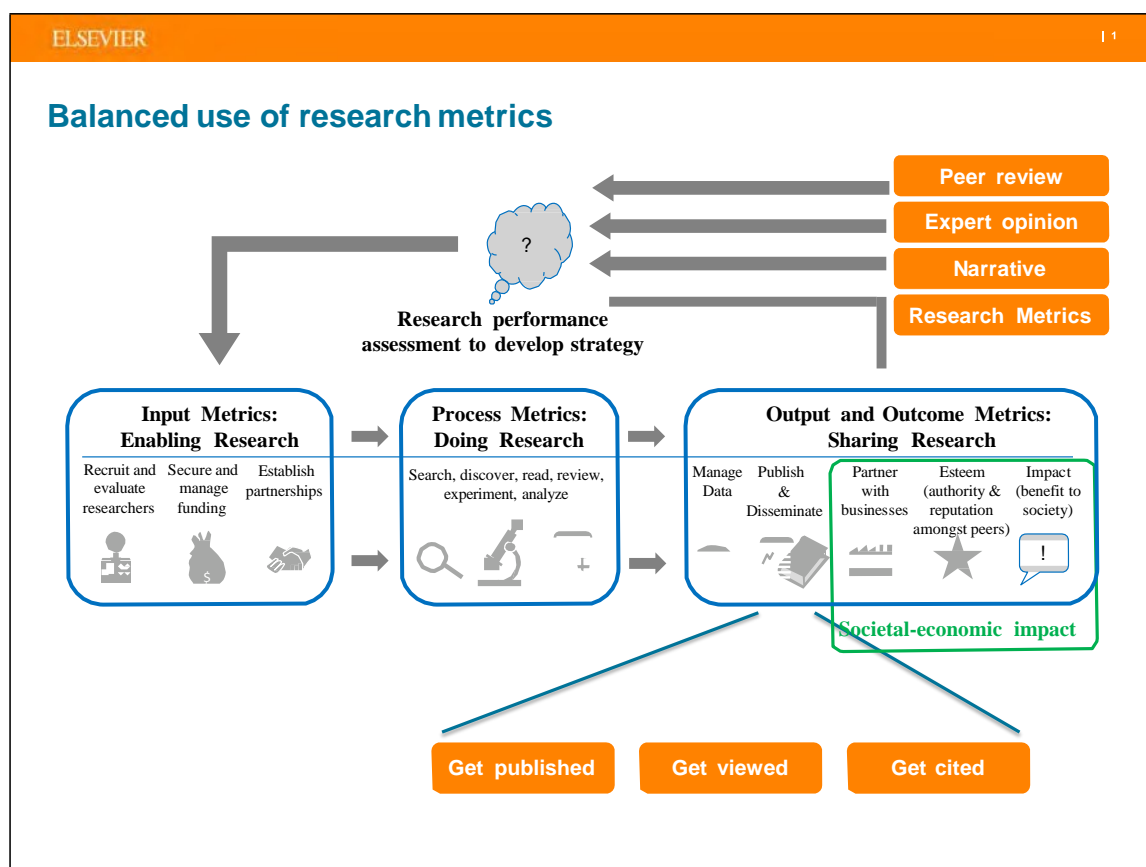 ELSEVIER
| 1
Balanced use of research metrics
Peer review
Expert opinion
Narrative
Research Metrics
?
Research performance
assessment to develop strategy
Input Metrics:
Enabling Research
Recruit and
evaluate
researchers
Secure and
manage
funding
Establish
partnerships
$
Process Metrics:
Doing Research
Search, discover, read, review,
experiment, analyze
Output and Outcome Metrics:
Sharing Research
Manage
Data
Publish
&
Disseminate
Partner
with
businesses
Esteem
(authority &
reputation
amongst peers)
Impact
(benefit to
society)
!
Societal-economic impact
Get published
Get viewed
Get cited